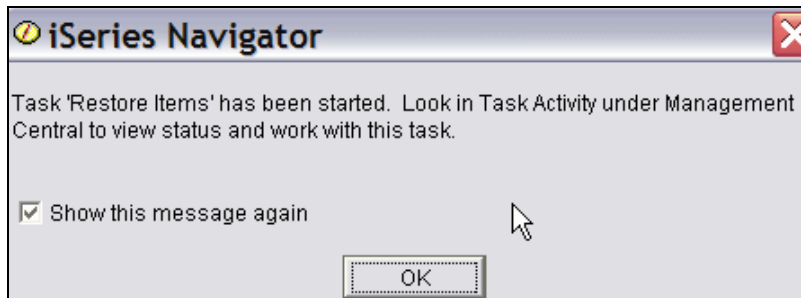 iSeries Navigator
Task 'Restore Items' has been started. Look in Task Activity under Management
Central to view status and work with this task.
Show this message again
OK